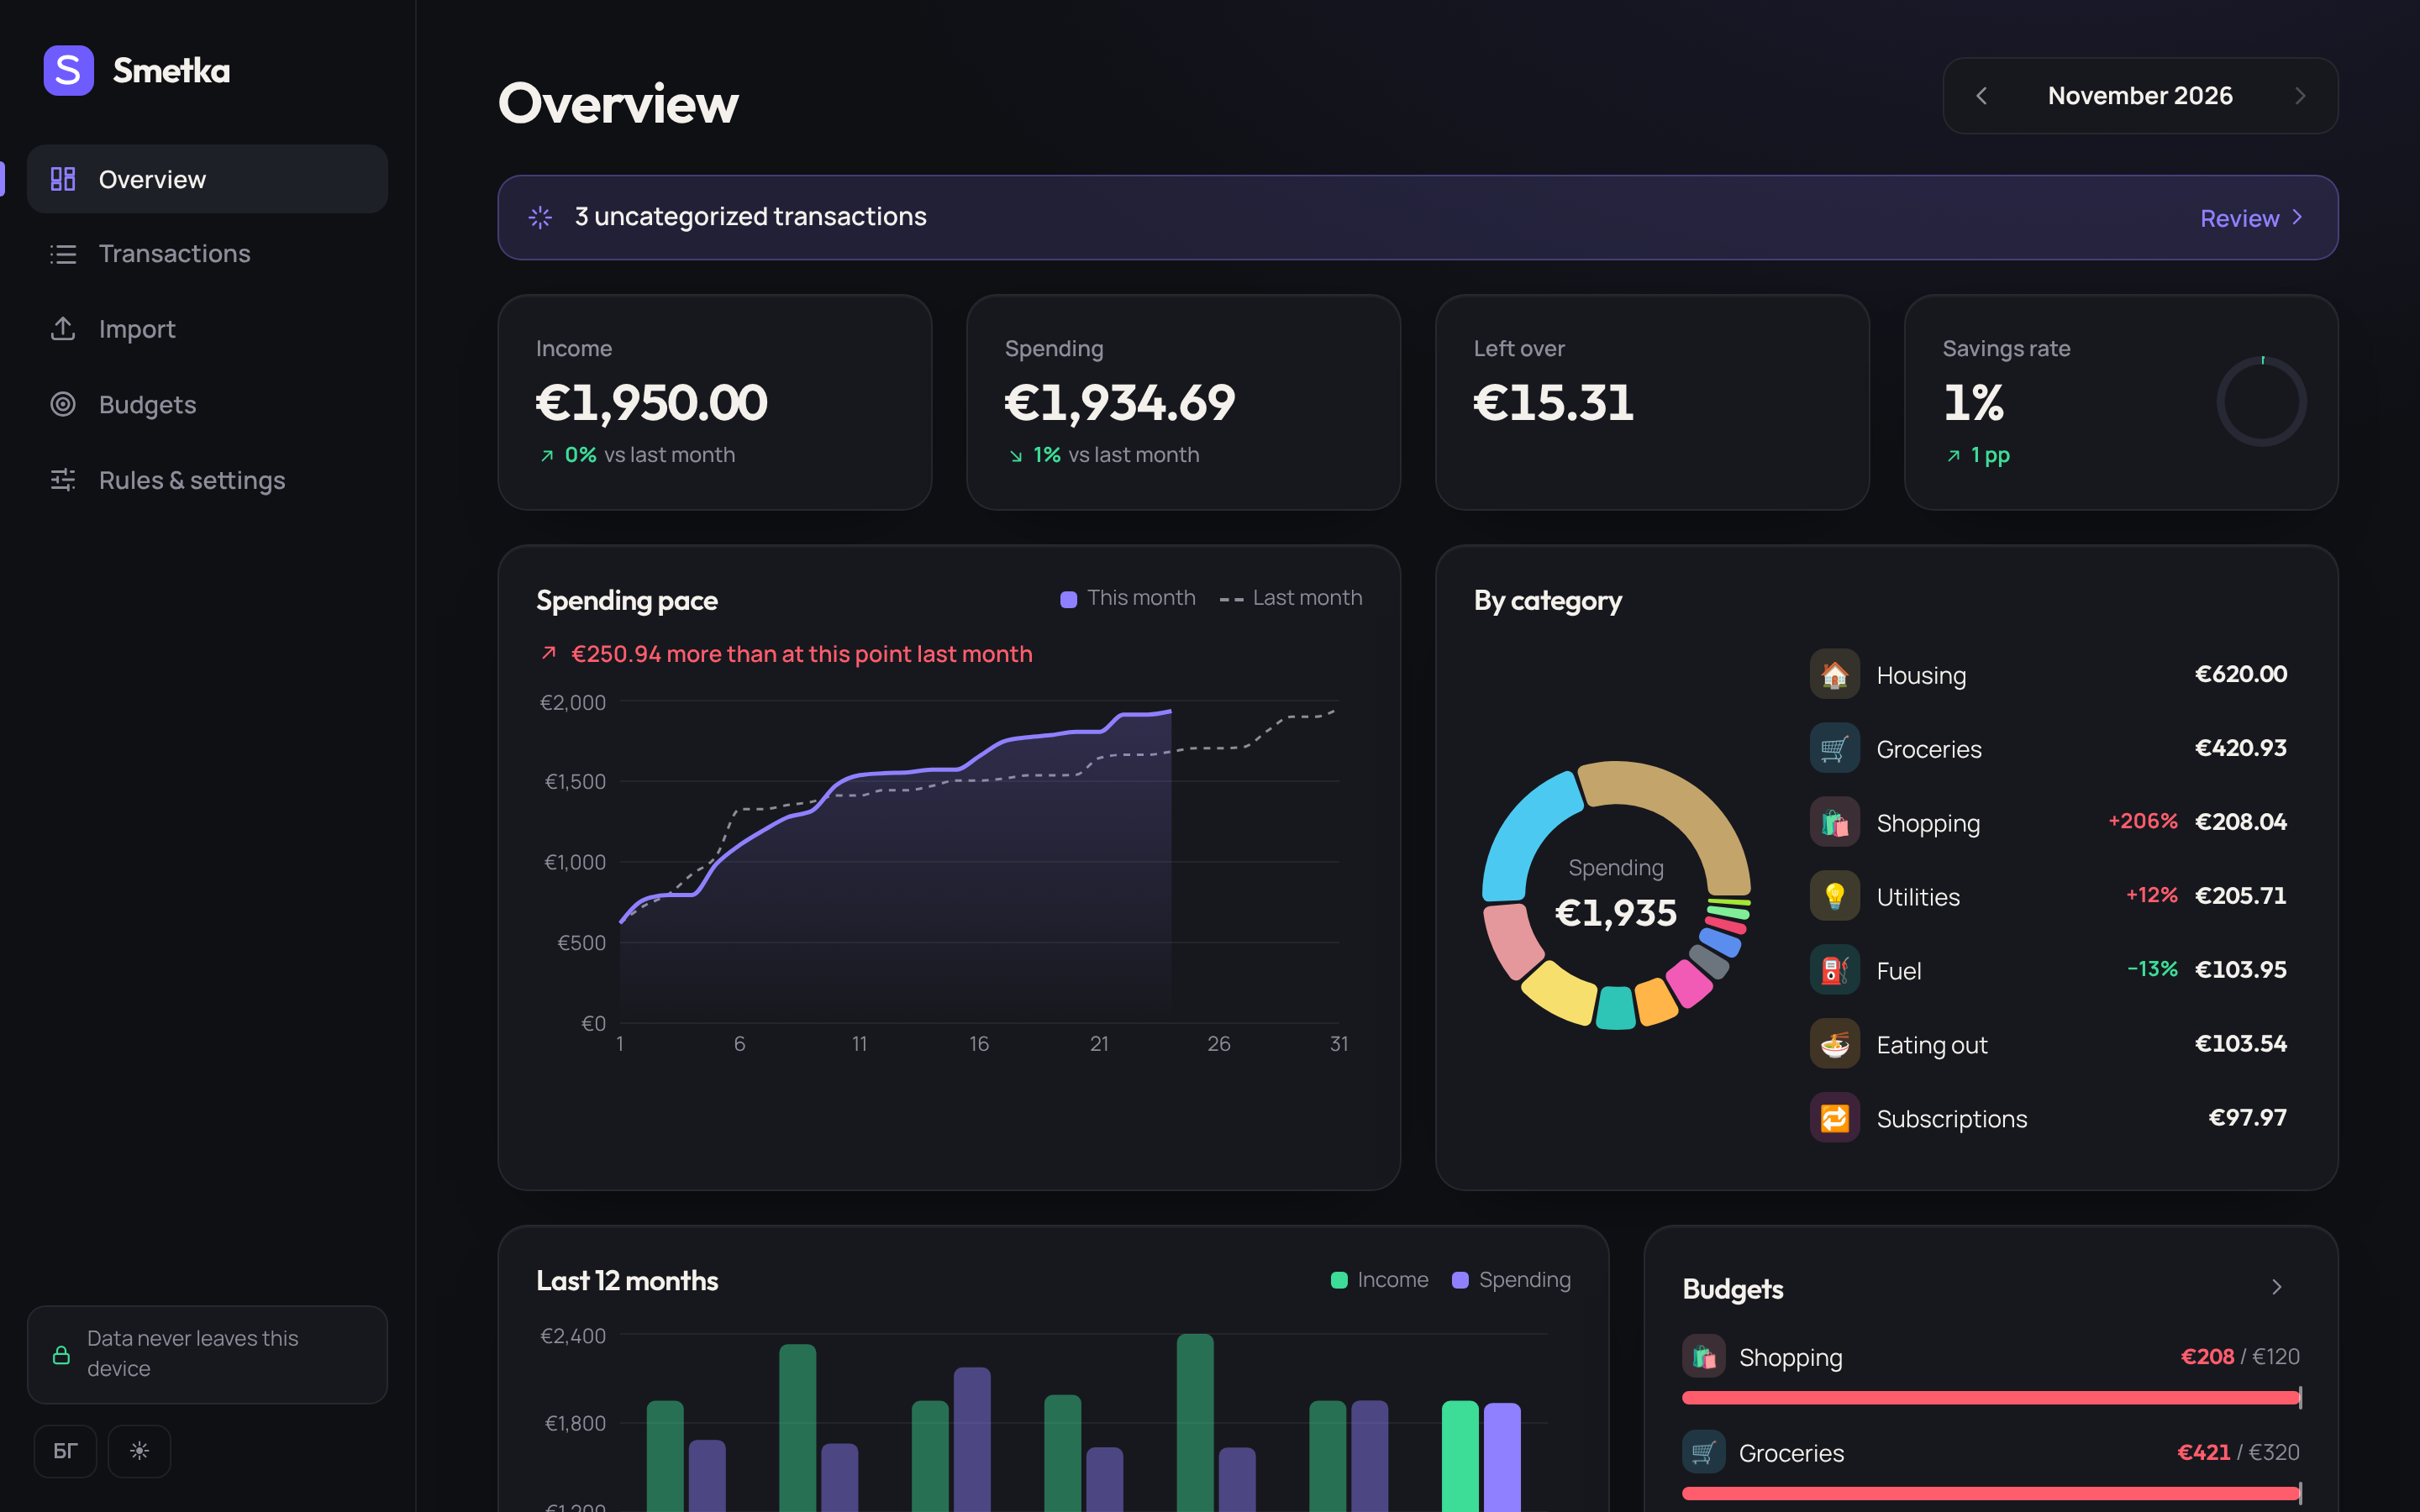 S Smetka
Overview
Transactions
Import
Budgets
Rules & settings
Data never leaves this
device
БГ
Overview
November 2026
3 uncategorized transactions
Review
Income
€1,950.00
0% vs last month
Spending
€1,934.69
1% vs last month
Left over
€15.31
Savings rate
1%
1 pp
Spending pace
This month
Last month
€250.94 more than at this point last month
€2,000
€1,500
€1,000
€500
€0
1 6 11 16 21 26 31
By category
Spending
€1,935
Housing €620.00
Groceries €420.93
Shopping +206% €208.04
Utilities +12% €205.71
Fuel −13% €103.95
Eating out €103.54
Subscriptions €97.97
Last 12 months
Income
Spending
€2,400
€1,800
€1,200
Budgets
Shopping €208 / €120
Groceries €421 / €320